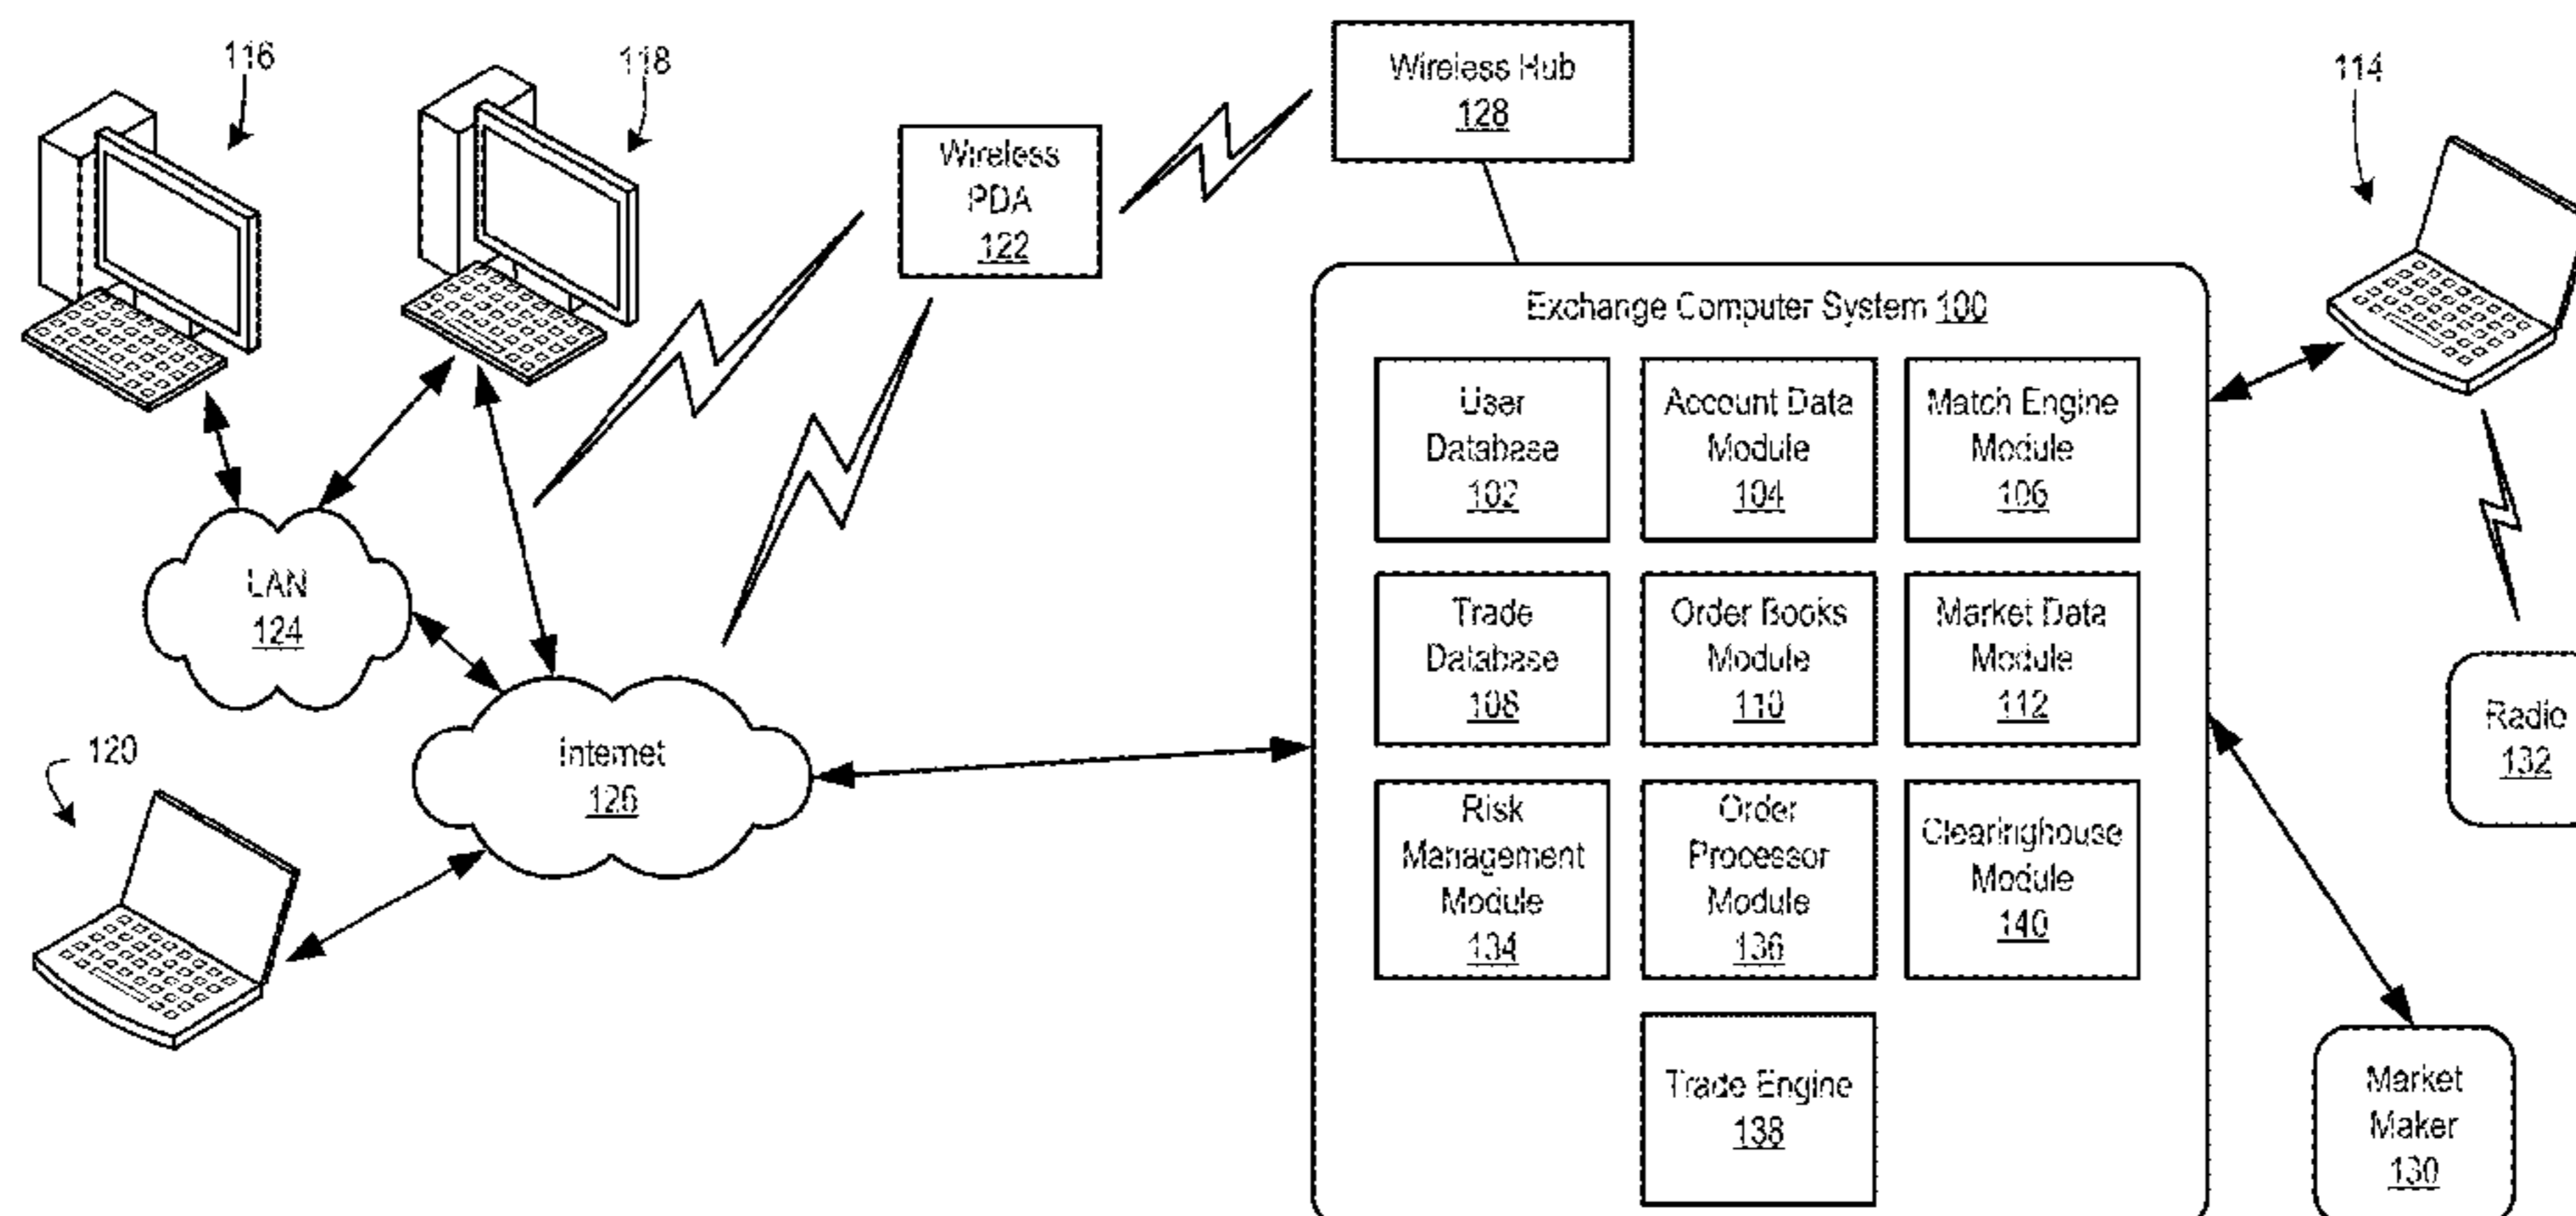 116
118
Wireless Hub
128
114
Wireless
PDA
122
Exchange Computer System 100
User
Database
102
Account Data
Module
104
Match Engine
Module
106
LAN
124
Trade
Database
108
Order Books
Module
110
Market Data
Module
112
Radio
132
120
Internet
126
Risk
Management
Module
134
Order
Processor
Module
136
Clearinghouse
Module
140
Trade Engine
138
Market
Maker
130